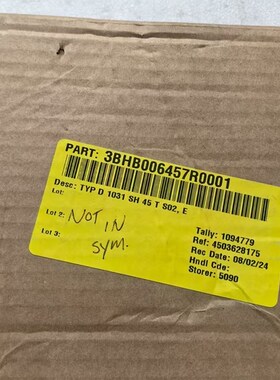 PART: 3BHB006457R0001
Desc: TYP D 1031 SH 45 T S02, E
Lot 1:
Lot 2: NOT IN
SYM.
Lot 3:
Tally: 1094779
Ref: 4503628175
Rec Date: 08/02/24
Hndl Cde:
Storer: 5090